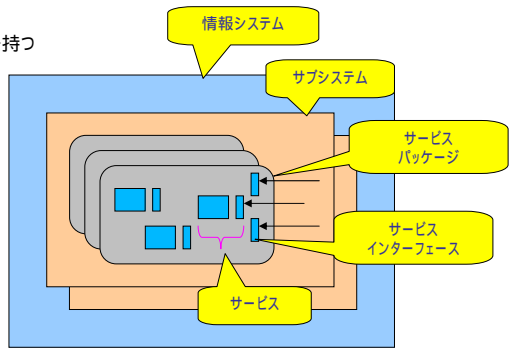 情報システム
持つ
サブシステム
サービス
パッケージ
サービス
インターフェース
サービス